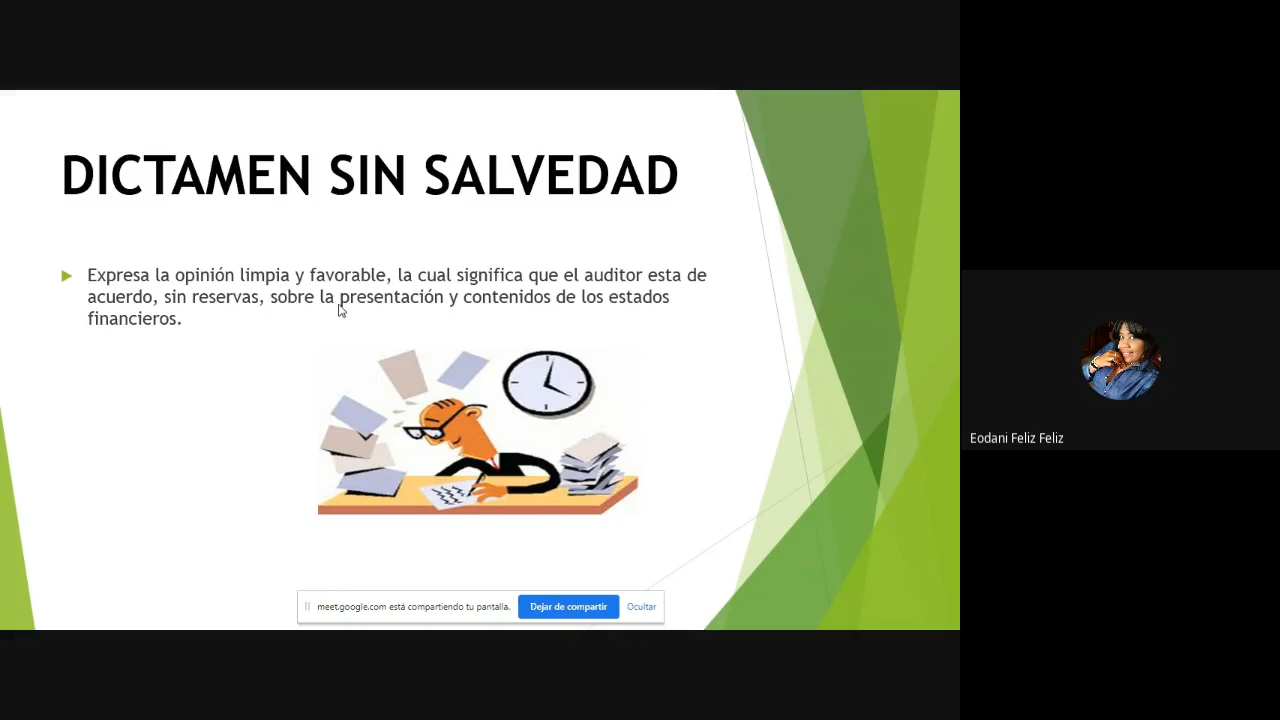 DICTAMEN SIN SALVEDAD
Expresa la opinión limpia y favorable, la cual significa que el auditor esta de
acuerdo, sin reservas, sobre la presentación y contenidos de los estados
financieros.
meet.google.com está compartiendo tu pantalla.
Dejar de compartir
Ocultar
Eodani Feliz Feliz